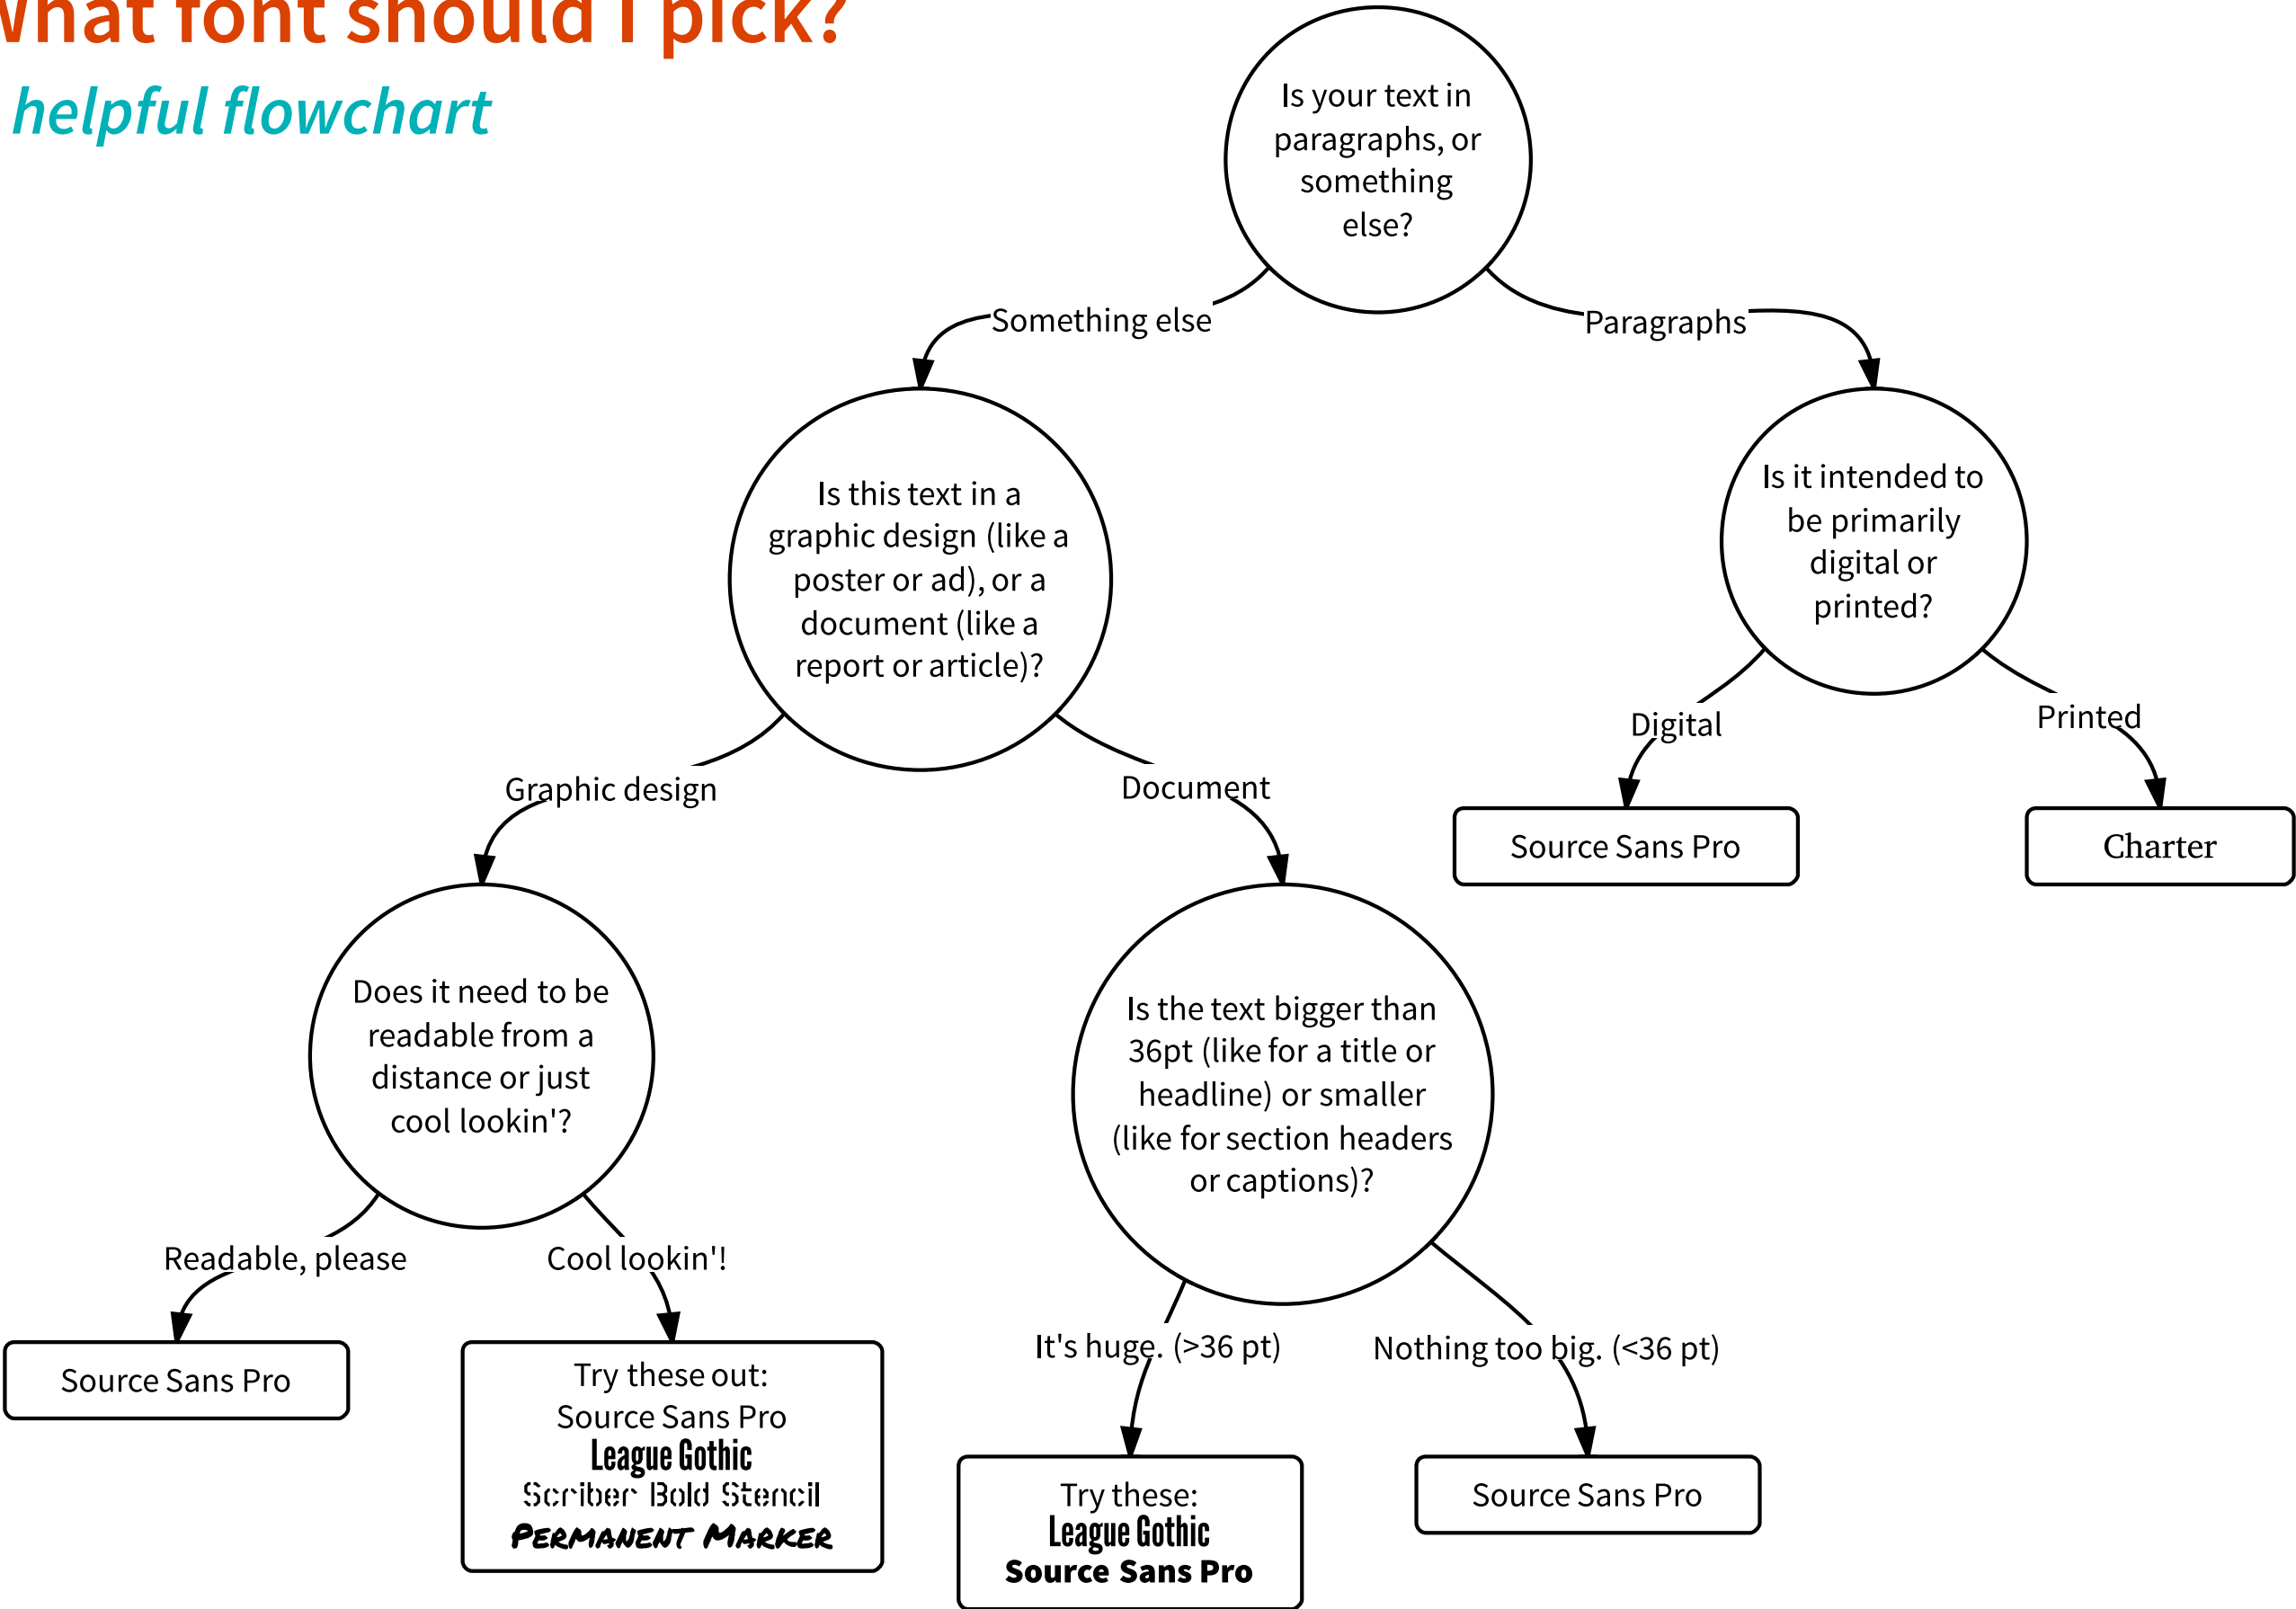 What font should I pick?
helpful flowchart
Is your text in
paragraphs, or
something
else?
Something else
Paragraphs
Is this text in a
graphic design (like a
poster or ad), or a
document (like a
report or article)?
Is it intended to
be primarily
digital or
printed?
Graphic design
Document
Digital
Printed
Source Sans Pro
Charter
Does it need to be
readable from a
distance or just
cool lookin'?
Is the text bigger than
36pt (like for a title or
headline) or smaller
(like for section headers
or captions)?
Readable, please
Cool lookin'!
It's huge. (>36 pt)
Nothing too big. (<36 pt)
Source Sans Pro
Try these out:
Source Sans Pro
League Gothic
Scriber Bold Stencil
PERMANENT MARKER
Try these:
League Gothic
Source Sans Pro
Source Sans Pro